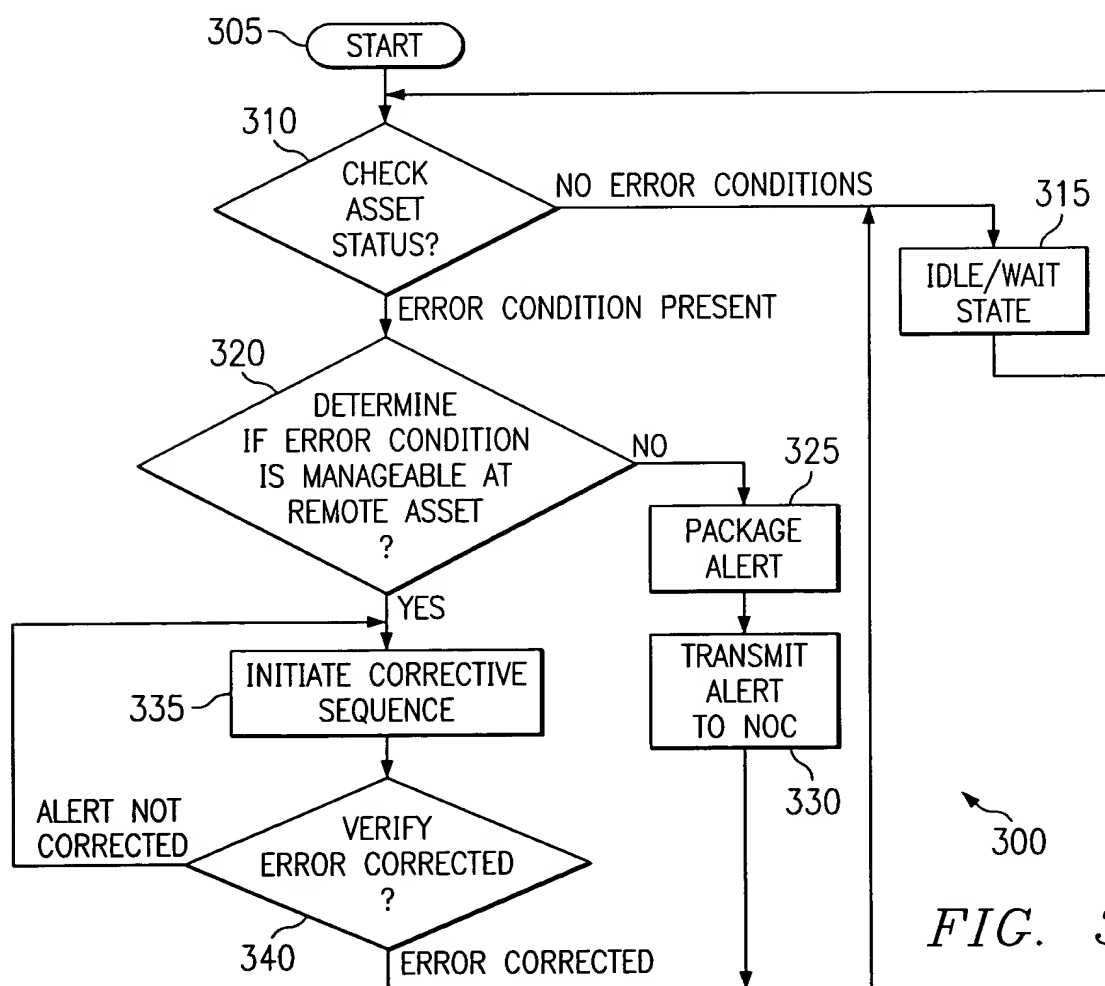 305
START
310
CHECK
ASSET
STATUS?
NO ERROR CONDITIONS
315
IDLE/WAIT
STATE
ERROR CONDITION PRESENT
320
DETERMINE
IF ERROR CONDITION
IS MANAGEABLE AT
REMOTE ASSET
?
NO
325
PACKAGE
ALERT
YES
INITIATE CORRECTIVE
SEQUENCE
335
TRANSMIT
ALERT
TO NOC
330
ALERT NOT
CORRECTED
VERIFY
ERROR CORRECTED
?
340
ERROR CORRECTED
300
FIG. 3